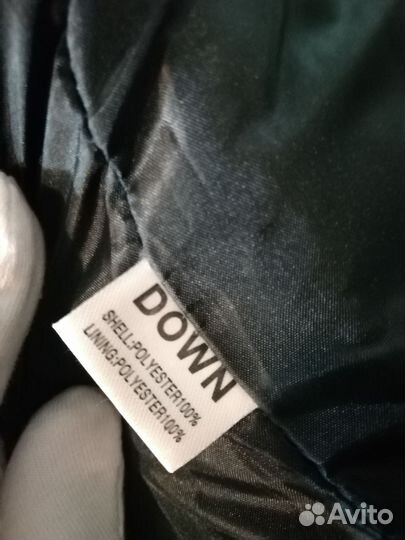 DOWN
SHELL:POLYESTER100%
LINING:POLYESTER100%
Avito